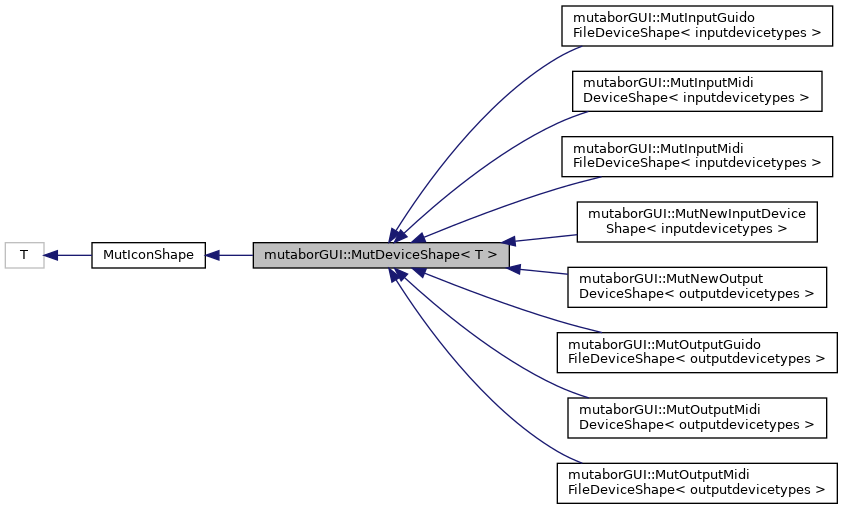 mutaborGUI::MutInputGuido
FileDeviceShape< inputdevicetypes >
mutaborGUI::MutInputMidi
DeviceShape< inputdevicetypes >
mutaborGUI::MutInputMidi
FileDeviceShape< inputdevicetypes >
mutaborGUI::MutNewInputDevice
Shape< inputdevicetypes >
T
MutIconShape
mutaborGUI::MutDeviceShape< T >
mutaborGUI::MutNewOutput
DeviceShape< outputdevicetypes >
mutaborGUI::MutOutputGuido
FileDeviceShape< outputdevicetypes >
mutaborGUI::MutOutputMidi
DeviceShape< outputdevicetypes >
mutaborGUI::MutOutputMidi
FileDeviceShape< outputdevicetypes >